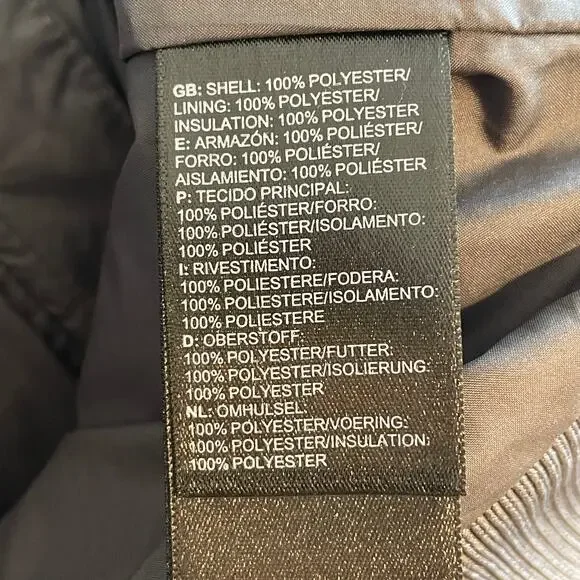 GB: SHELL: 100% POLYESTER/
LINING: 100% POLYESTER/
INSULATION: 100% POLYESTER
E: ARMAZÓN: 100% POLIÉSTER/
FORRO: 100% POLIÉSTER/
AISLAMIENTO: 100% POLIÉSTER
P: TECIDO PRINCIPAL:
100% POLIÉSTER/FORRO:
100% POLIÉSTER/ISOLAMENTO:
100% POLIÉSTER
I: RIVESTIMENTO:
100% POLIESTERE/FODERA:
100% POLIESTERE/ISOLAMENTO:
100% POLIESTERE
D: OBERSTOFF:
100% POLYESTER/FUTTER:
100% POLYESTER/ISOLIERUNG:
100% POLYESTER
NL: OMHULSEL:
100% POLYESTER/VOERING:
100% POLYESTER/INSULATION:
100% POLYESTER